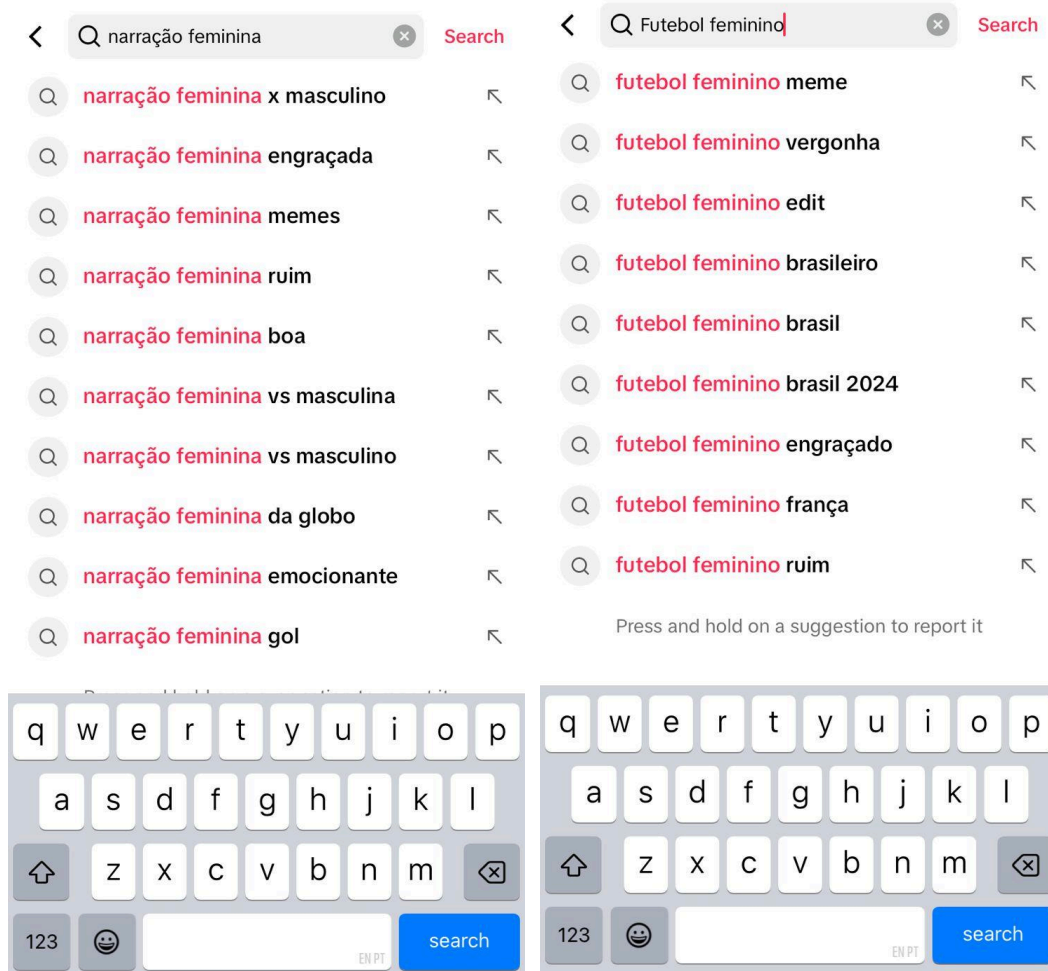 narração feminina
Search
narração feminina x masculino
narração feminina engraçada
narração feminina memes
narração feminina ruim
narração feminina boa
narração feminina vs masculina
narração feminina vs masculino
narração feminina da globo
narração feminina emocionante
narração feminina gol
q w e r t y u i o p
a s d f g h j k l
z x c v b n m
123
EN PT
search
Futebol feminino
Search
futebol feminino meme
futebol feminino vergonha
futebol feminino edit
futebol feminino brasileiro
futebol feminino brasil
futebol feminino brasil 2024
futebol feminino engraçado
futebol feminino frança
futebol feminino ruim
Press and hold on a suggestion to report it
q w e r t y u i o p
a s d f g h j k l
z x c v b n m
123
EN PT
search